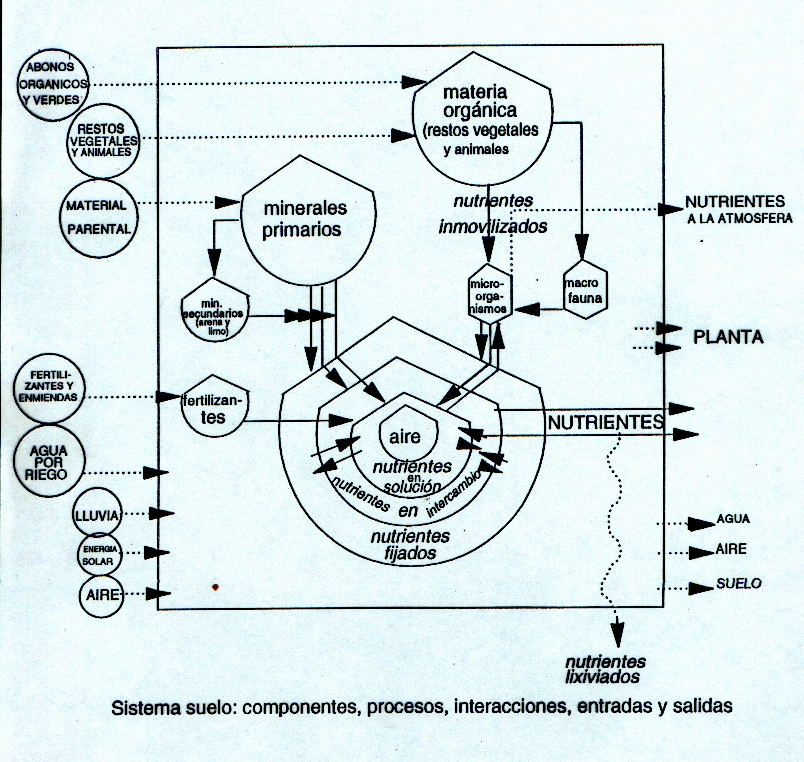 ABONOS
ORGANICOS
Y VERDES
RESTOS
VEGETALES
Y ANIMALES
MATERIAL
PARENTAL
FERTILI-
ZANTES Y
ENMIENDAS
AGUA
POR
RIEGO
LLUVIA
ENERGIA
SOLAR
AIRE
materia
orgánica
(restos vegetales
y animales
minerales
primarios
nutrientes
inmovilizados
min.
secundarios
(arena y
limo)
micro-
orga-
nismos
macro
fauna
fertilizan-
tes
aire
nutrientes
en
solución
nutrientes en intercambio
nutrientes
fijados
NUTRIENTES
NUTRIENTES
A LA ATMOSFERA
PLANTA
AGUA
AIRE
SUELO
nutrientes
lixiviados
Sistema suelo: componentes, procesos, interacciones, entradas y salidas